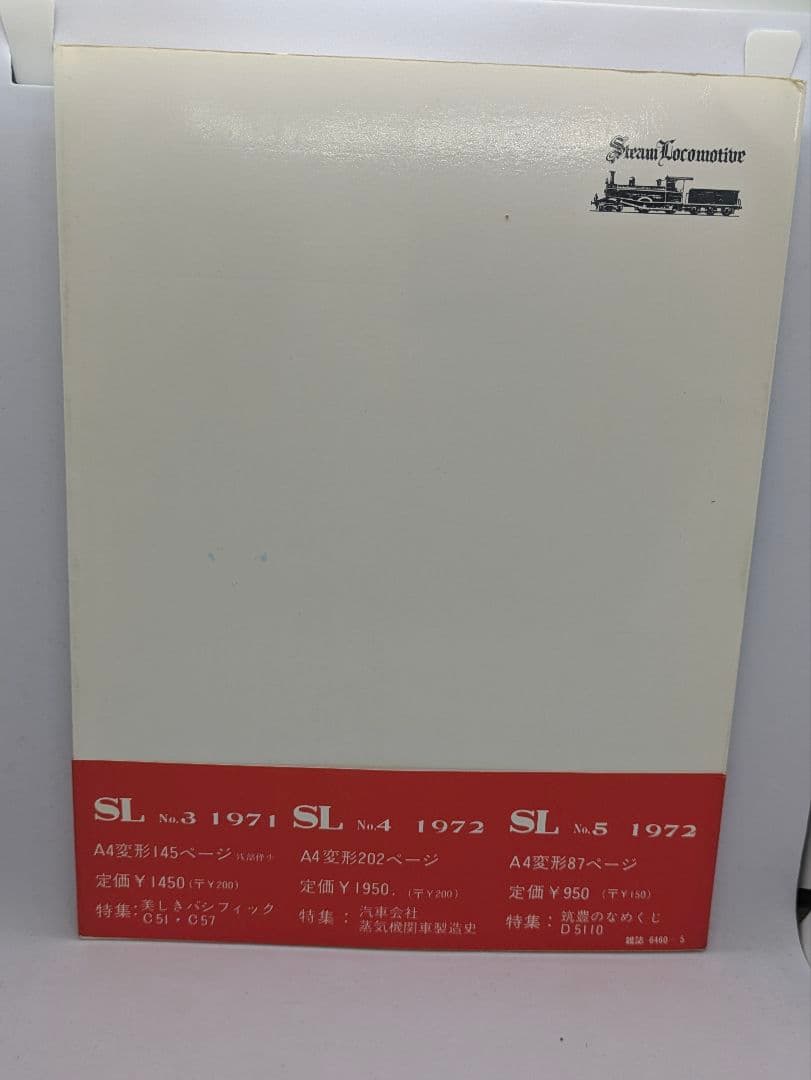 Steam Locomotive
SL No.3 1971
A4変形145ページ 残部僅少
定価¥1450(〒¥200)
特集:美しきパシフィック
C51・C57
SL No.4 1972
A4変形202ページ
定価¥1950.(〒¥200)
特集:汽車会社
蒸気機関車製造史
SL No.5 1972
A4変形87ページ
定価¥950(〒¥150)
特集:筑豊のなめくじ
D5110
雑誌 6460-5